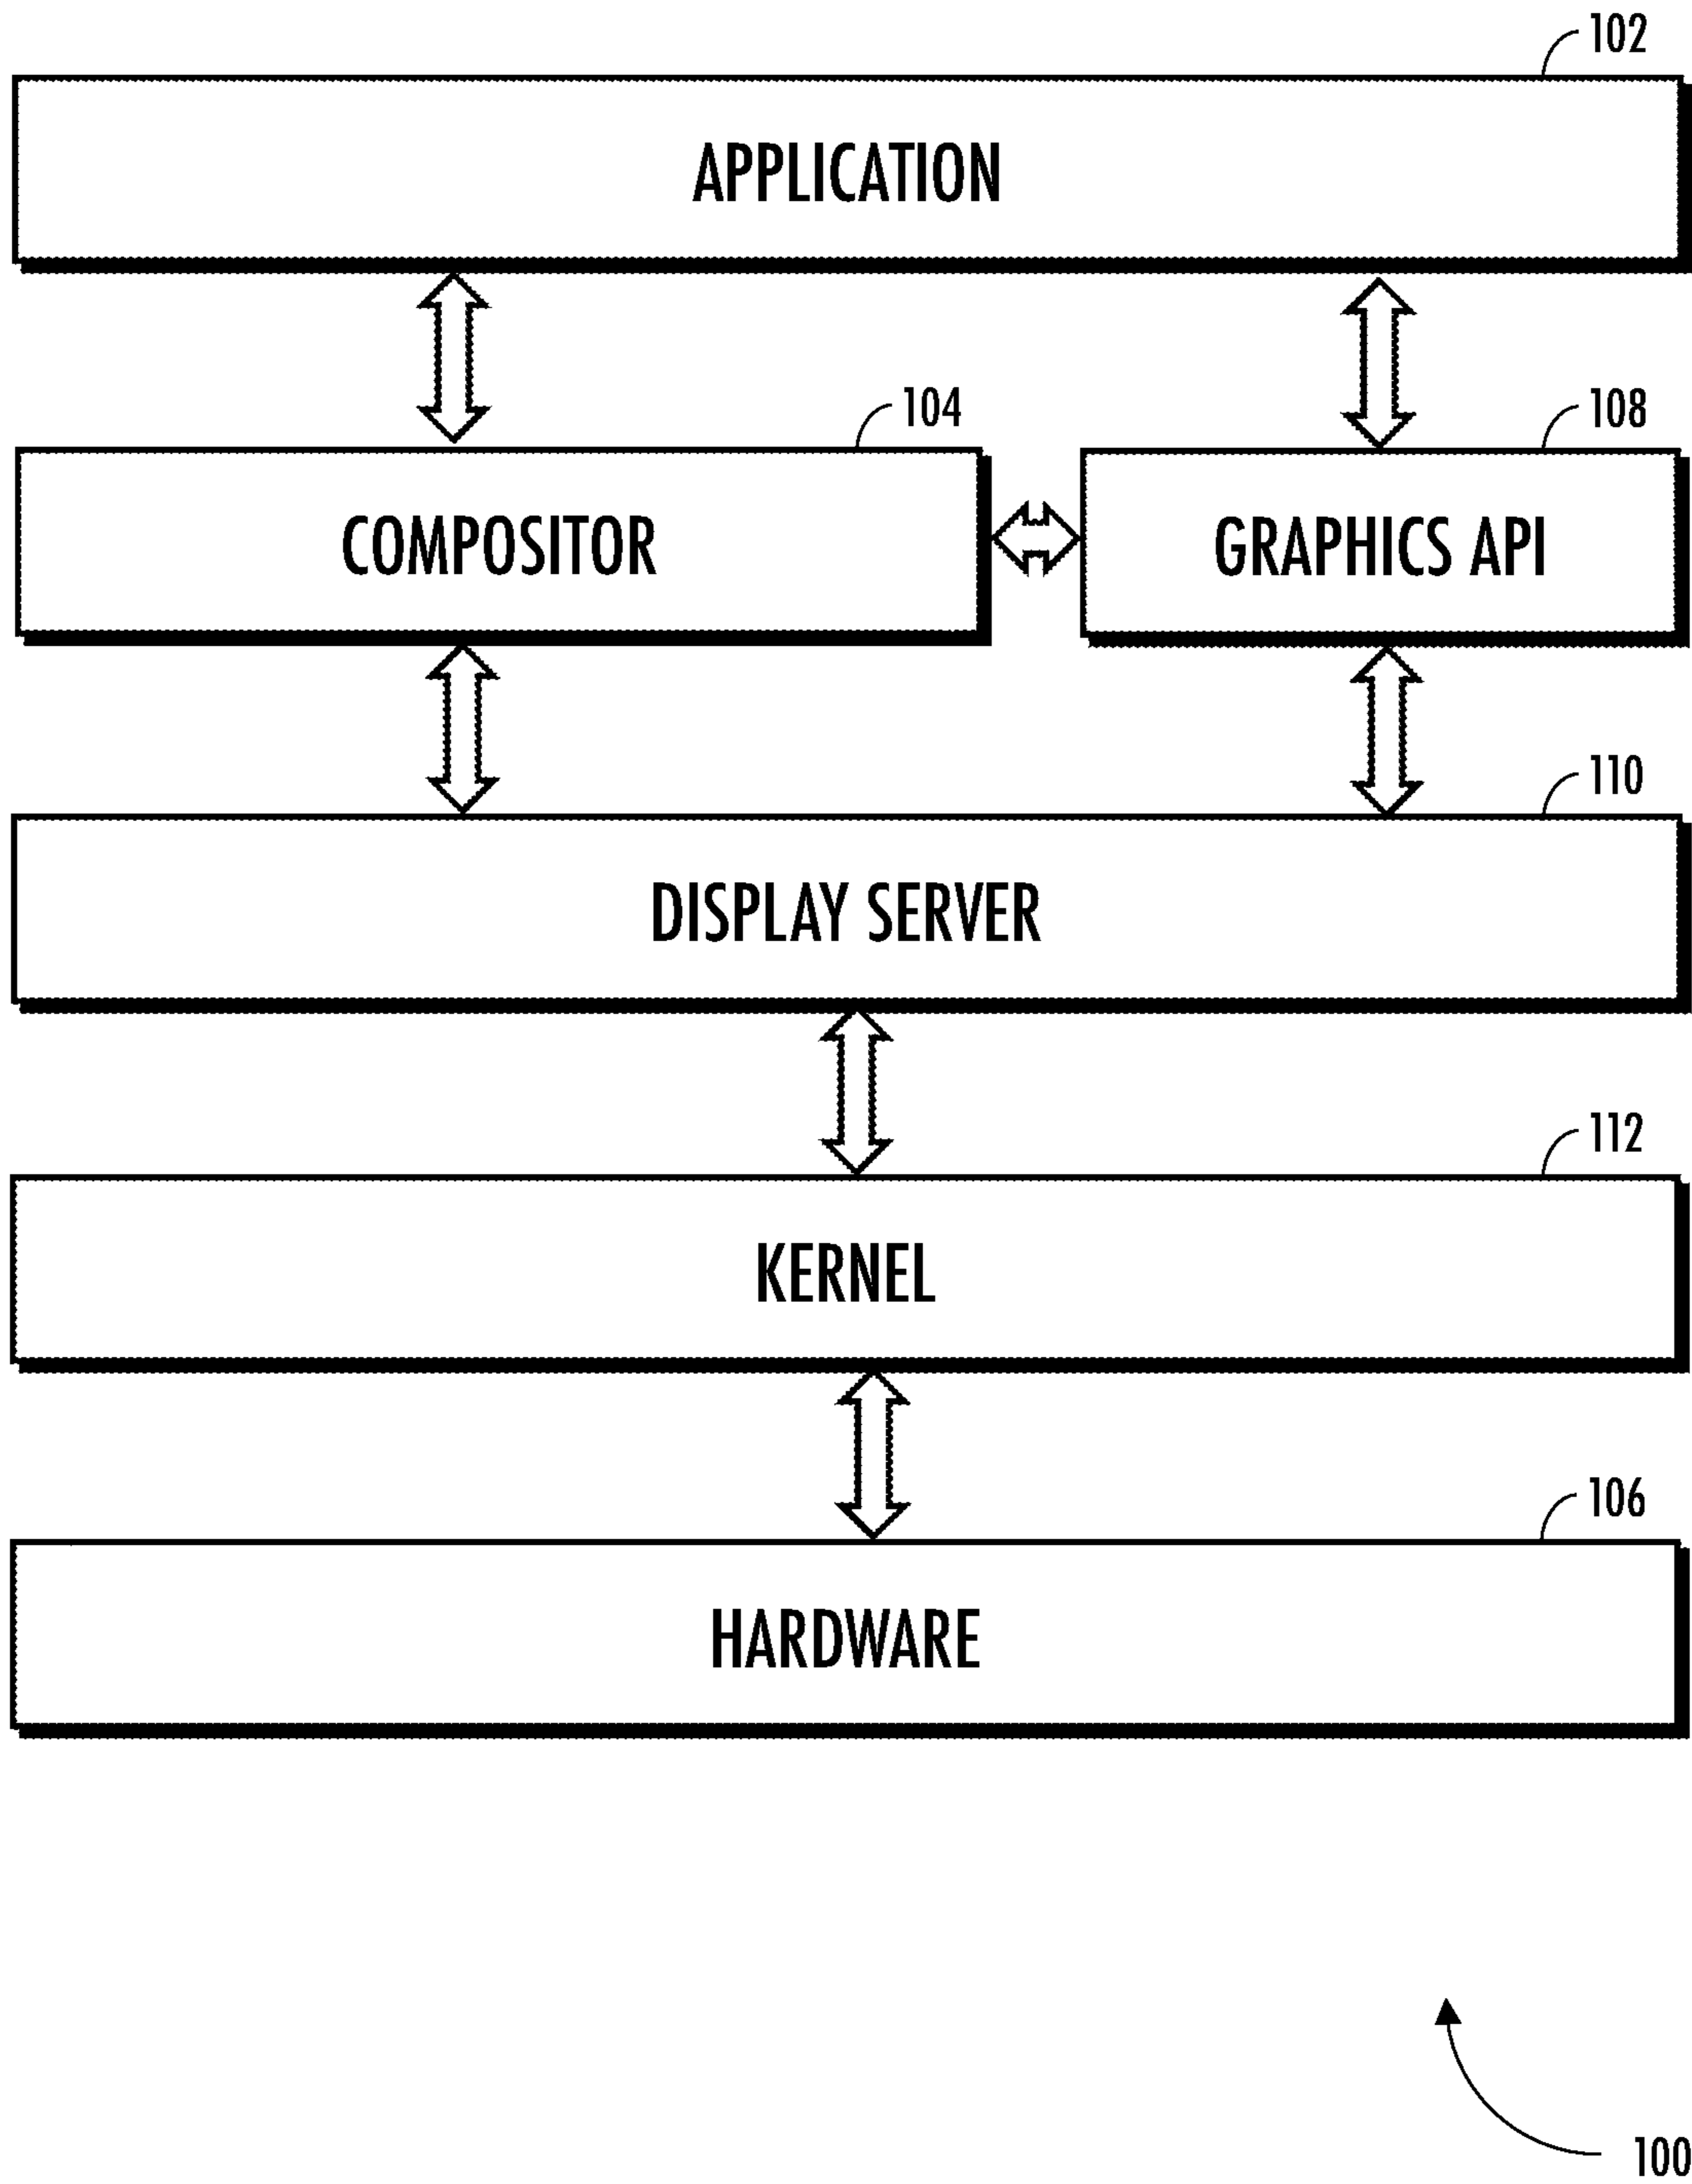 102
APPLICATION
104
108
COMPOSITOR
GRAPHICS API
110
DISPLAY SERVER
112
KERNEL
106
HARDWARE
100